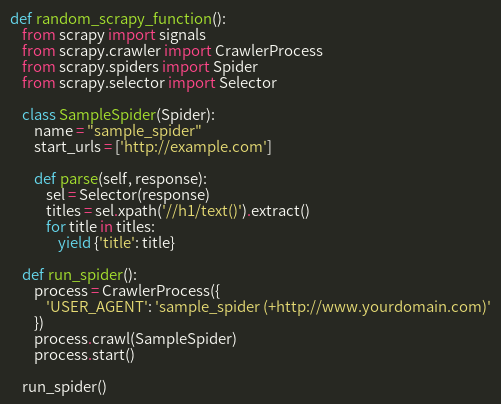 def random_scrapy_function():
    from scrapy import signals
    from scrapy.crawler import CrawlerProcess
    from scrapy.spiders import Spider
    from scrapy.selector import Selector

    class SampleSpider(Spider):
        name = "sample_spider"
        start_urls = ['http://example.com']

        def parse(self, response):
            sel = Selector(response)
            titles = sel.xpath('//h1/text()').extract()
            for title in titles:
                yield {'title': title}

    def run_spider():
        process = CrawlerProcess({
            'USER_AGENT': 'sample_spider (+http://www.yourdomain.com)'
        })
        process.crawl(SampleSpider)
        process.start()

    run_spider()